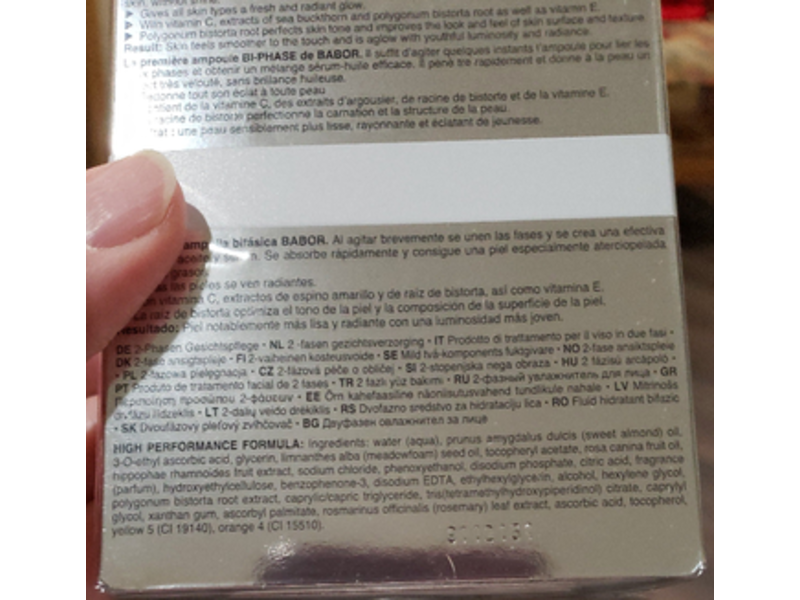 skin, without shine.
➤ Gives all skin types a fresh and radiant glow.
➤ With vitamin C, extracts of sea buckthorn and polygonum bistorta root as well as vitamin E.
➤ Polygonum bistorta root perfects skin tone and improves the look and feel of skin surface and texture.
Result: Skin feels smoother to the touch and is aglow with youthful luminosity and radiance.
La première ampoule BI-PHASE de BABOR. Il suffit d'agiter quelques instants l'ampoule pour lier les
phases et obtenir un mélange sérum-huile efficace. Il pénètre rapidement et donne à la peau un
très velouté, sans brillance huileuse.
donne tout son éclat à toute peau
tient de la vitamine C, des extraits d'argousier, de racine de bistorte et de la vitamine E.
racine de bistorte perfectionne la carnation et la structure de la peau.
: une peau sensiblement plus lisse, rayonnante et éclatant de jeunesse.
bifásica BABOR. Al agitar brevemente se unen las fases y se crea una efectiva
Se absorbe rápidamente y consigue una piel especialmente aterciopelada
las pieles se ven radiantes.
vitamina C, extractos de espino amarillo y de raíz de bistorta, así como vitamina E.
La raíz de bistorta optimiza el tono de la piel y la composición de la superficie de la piel.
Resultado: Piel notablemente más lisa y radiante con una luminosidad más joven.
DE 2-Phasen Gesichtspflege • NL 2 -fasen gezichtsverzorging • IT Prodotto di trattamento per il viso in due fasi •
DK 2-fase ansigtspleje • FI 2-vaiheinen kosteusvoide • SE Mild två-komponents fuktgivare • NO 2-fase ansiktspleie
• PL 2-fazowa pielęgnacja • CZ 2-fázová péče o obličej • SI 2-stopenjska nega obraza • HU 2 fázisú arcápoló •
PT Produto de tratamento facial de 2 fases • TR 2 fazlı yüz bakımı • RU 2-фазный увлажнитель для лица • GR
Περιποίηση προσώπου 2-φάσεων • EE Õrn kahefaasiline näoniisutusvahend tundlikule nahale • LV Mitrinošs
divfāzu līdzeklis • LT 2-dalių veido drėkiklis • RS Dvofazno sredstvo za hidrataciju lica • RO Fluid hidratant bifazic
• SK Dvoufázový pleťový zvlhčovač • BG Двуфазен овлажнител за лице
HIGH PERFORMANCE FORMULA: Ingredients: water (aqua), prunus amygdalus dulcis (sweet almond) oil,
3-O-ethyl ascorbic acid, glycerin, limnanthes alba (meadowfoam) seed oil, tocopheryl acetate, rosa canina fruit oil,
hippophae rhamnoides fruit extract, sodium chloride, phenoxyethanol, disodium phosphate, citric acid, fragrance
(parfum), hydroxyethylcellulose, benzophenone-3, disodium EDTA, ethylhexylglycerin, alcohol, hexylene glycol,
polygonum bistorta root extract, caprylic/capric triglyceride, tris(tetramethylhydroxypiperidinol) citrate, caprylyl
glycol, xanthan gum, ascorbyl palmitate, rosmarinus officinalis (rosemary) leaf extract, ascorbic acid, tocopherol,
yellow 5 (CI 19140), orange 4 (CI 15510).